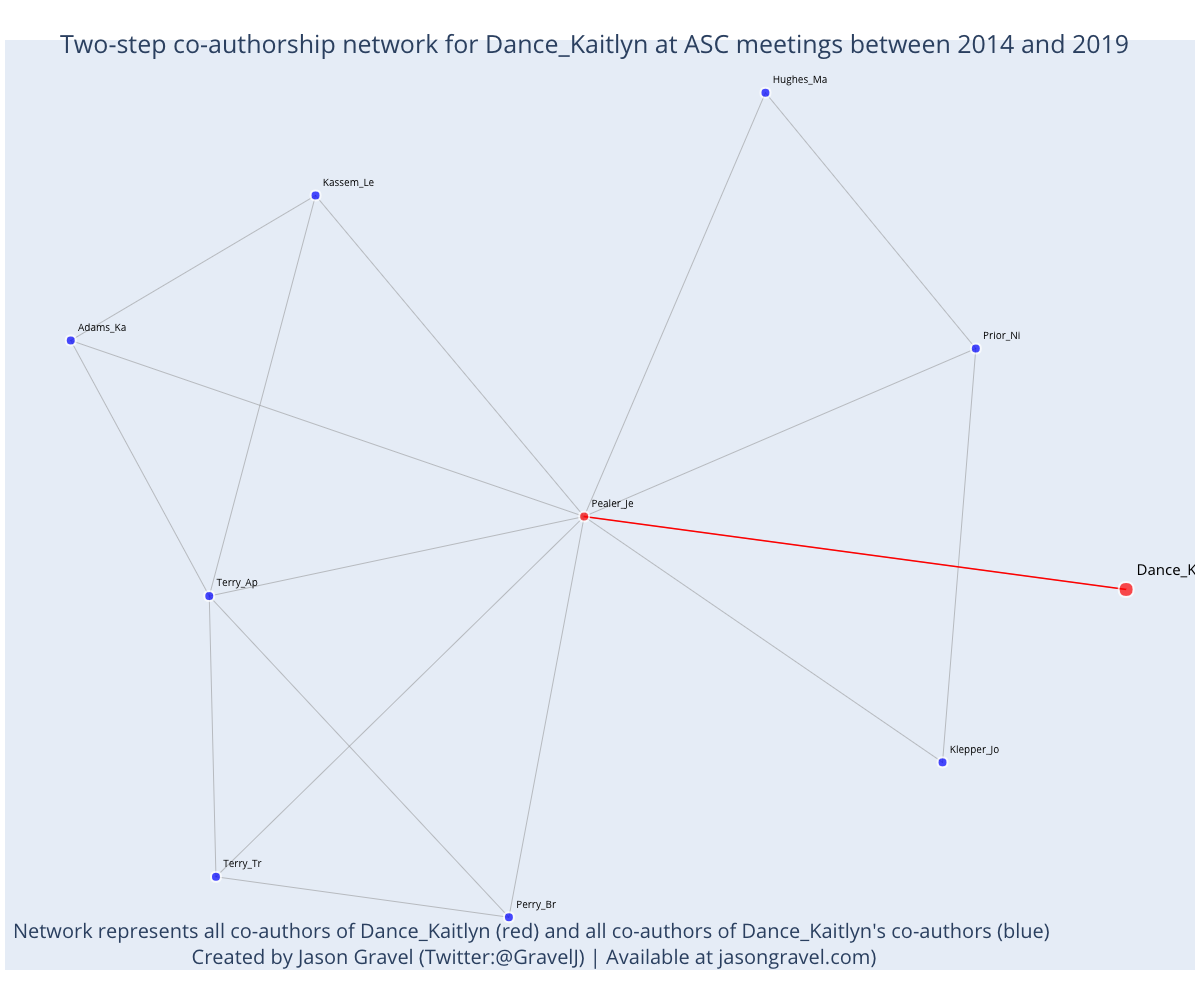 Two-step co-authorship network for Dance_Kaitlyn at ASC meetings between 2014 and 2019
Hughes_Ma
Kassem_Le
Adams_Ka
Prior_Ni
Pealer_Je
Dance_K
Terry_Ap
Klepper_Jo
Terry_Tr
Perry_Br
Network represents all co-authors of Dance_Kaitlyn (red) and all co-authors of Dance_Kaitlyn's co-authors (blue)
Created by Jason Gravel (Twitter:@GravelJ) | Available at jasongravel.com)